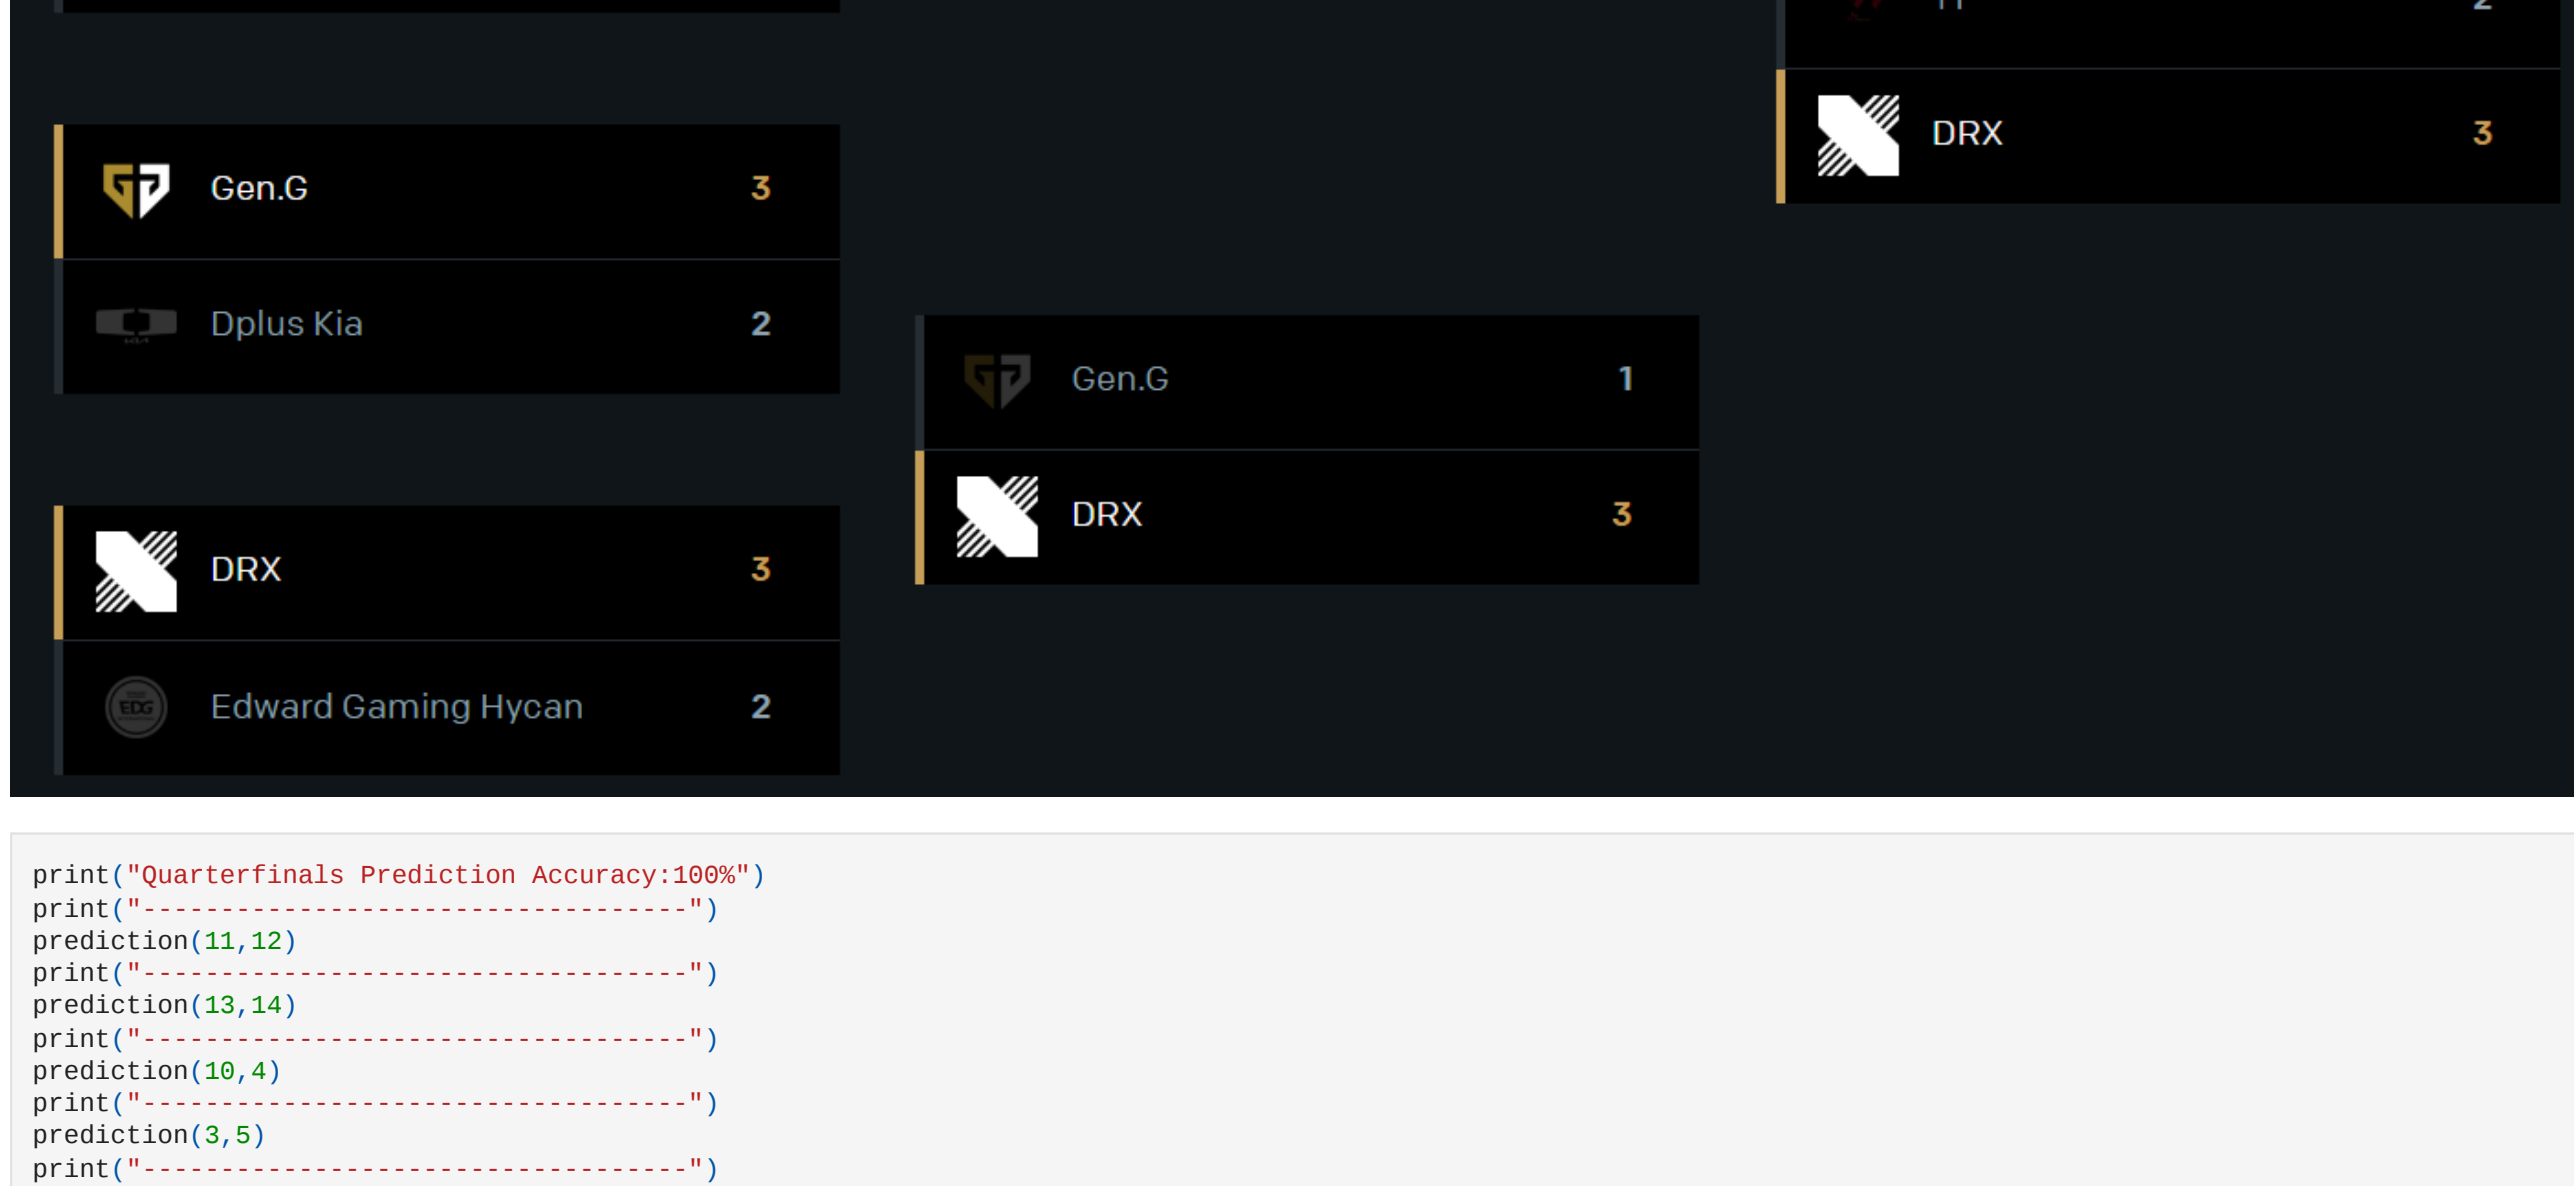 2
DRX 3
Gen.G 3
Dplus Kia 2
Gen.G 1
DRX 3
DRX 3
EDG
Edward Gaming Hycan 2
print("Quarterfinals Prediction Accuracy:100%")
print("-----------------------------------")
prediction(11,12)
print("-----------------------------------")
prediction(13,14)
print("-----------------------------------")
prediction(10,4)
print("-----------------------------------")
prediction(3,5)
print("-----------------------------------")